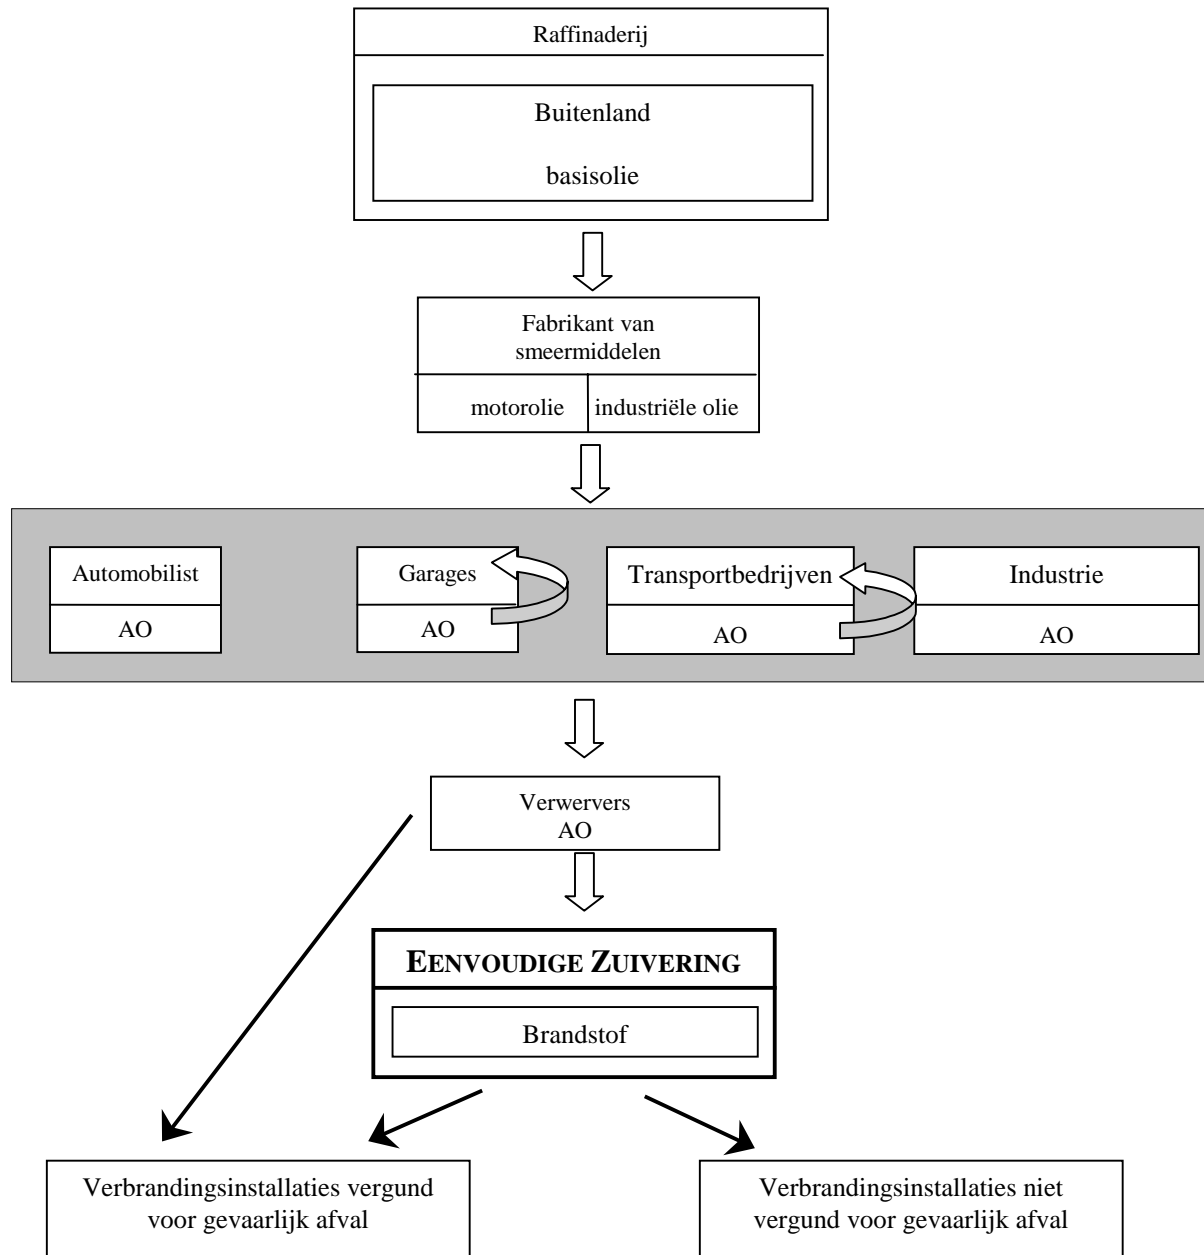 Raffinaderij
Buitenland
basisolie
Fabrikant van
smeermiddelen
motorolie
industriële olie
Automobilist
AO
Garages
AO
Transportbedrijven
AO
Industrie
AO
Verwervers
AO
EENVOUDIGE ZUIVERING
Brandstof
Verbrandingsinstallaties vergund
voor gevaarlijk afval
Verbrandingsinstallaties niet
vergund voor gevaarlijk afval